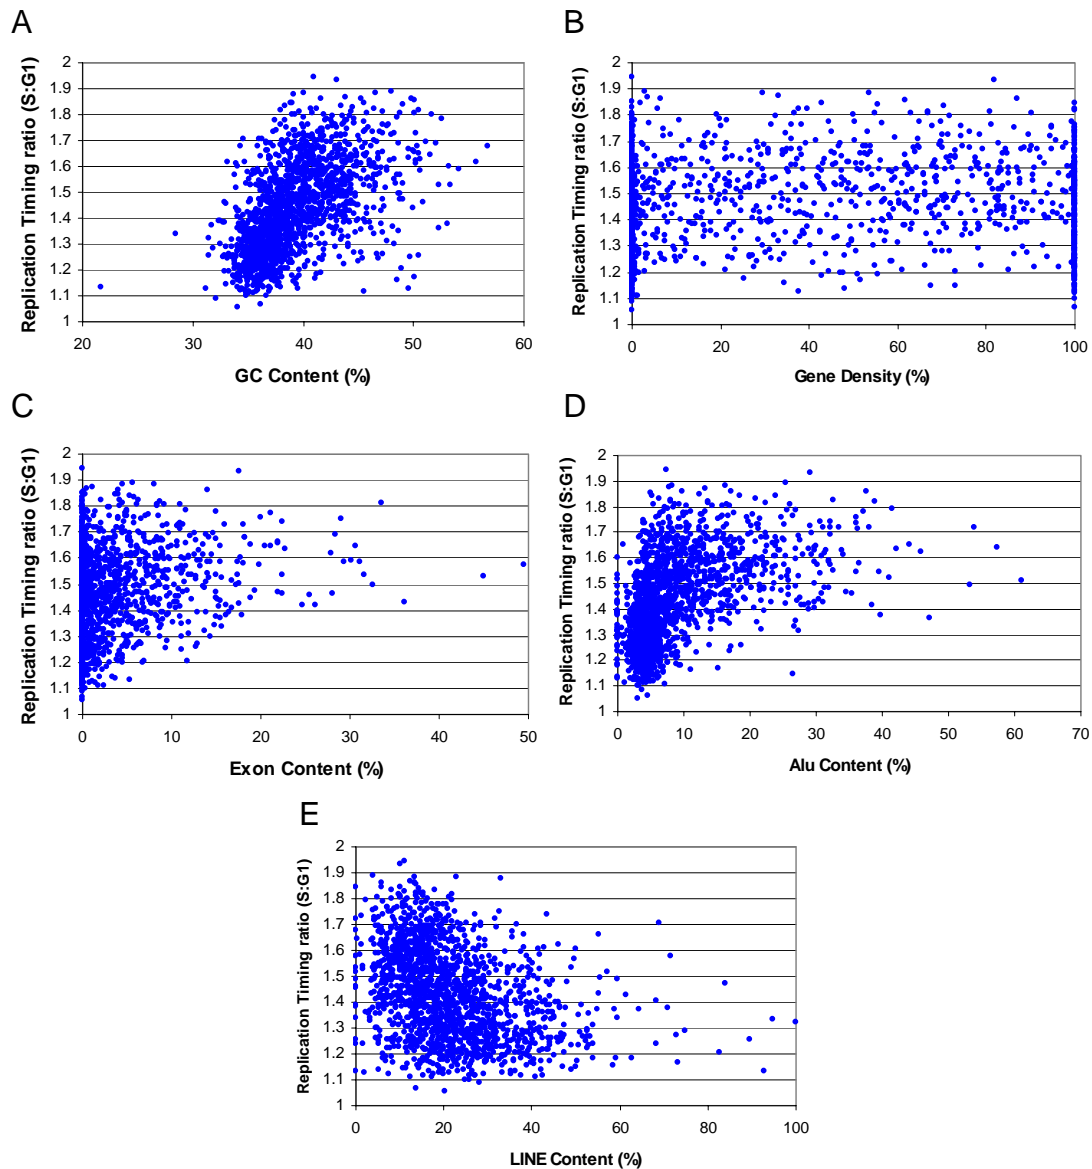 A
Replication Timing ratio (S:G1)
2
1.9
1.8
1.7
1.6
1.5
1.4
1.3
1.2
1.1
1
20 30 40 50 60
GC Content (%)
B
Replication Timing ratio (S:G1)
2
1.9
1.8
1.7
1.6
1.5
1.4
1.3
1.2
1.1
1
0 20 40 60 80 100
Gene Density (%)
C
Replication Timing ratio (S:G1)
2
1.9
1.8
1.7
1.6
1.5
1.4
1.3
1.2
1.1
1
0 10 20 30 40 50
Exon Content (%)
D
Replication Timing ratio (S:G1)
2
1.9
1.8
1.7
1.6
1.5
1.4
1.3
1.2
1.1
1
0 10 20 30 40 50 60 70
Alu Content (%)
E
Replication Timing ratio (S:G1)
2
1.9
1.8
1.7
1.6
1.5
1.4
1.3
1.2
1.1
1
0 20 40 60 80 100
LINE Content (%)